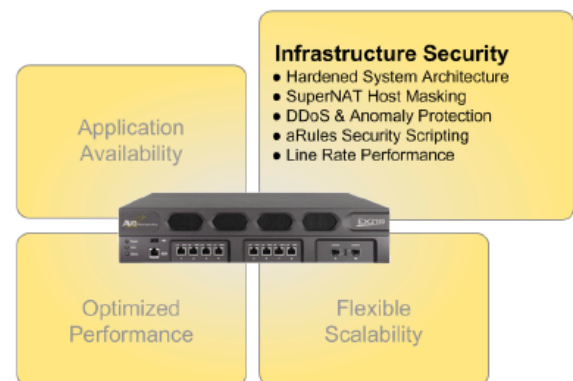 Infrastructure Security
• Hardened System Architecture
• SuperNAT Host Masking
• DDoS & Anomaly Protection
• aRules Security Scripting
• Line Rate Performance
Application
Availability
Optimized
Performance
Flexible
Scalability